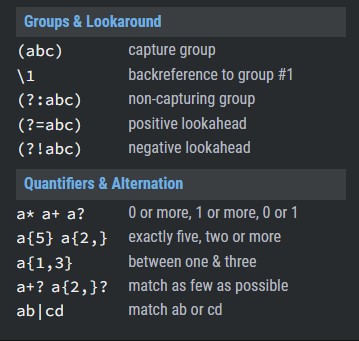 Groups & Lookaround
(abc) capture group
\1 backreference to group #1
(?:abc) non-capturing group
(?=abc) positive lookahead
(?!abc) negative lookahead
Quantifiers & Alternation
a* a+ a? 0 or more, 1 or more, 0 or 1
a{5} a{2,} exactly five, two or more
a{1,3} between one & three
a+? a{2,}? match as few as possible
ab|cd match ab or cd